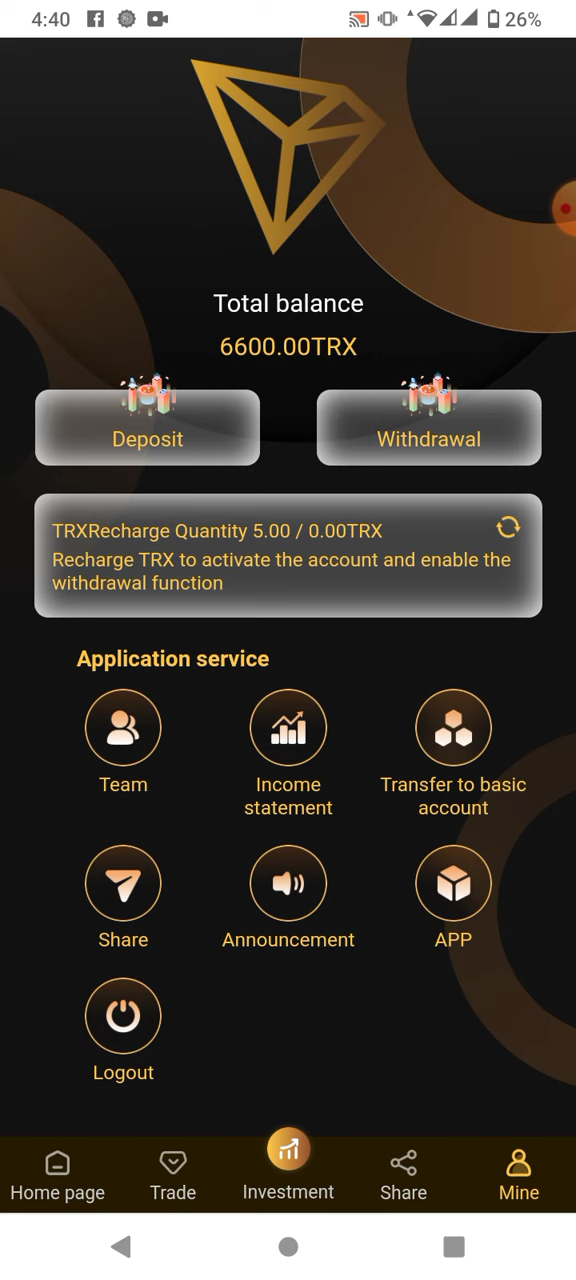 4:40
26%
Total balance
6600.00TRX
Deposit
Withdrawal
TRXRecharge Quantity 5.00 / 0.00TRX
Recharge TRX to activate the account and enable the
withdrawal function
Application service
Team
Income
statement
Transfer to basic
account
Share
Announcement
APP
Logout
Home page
Trade
Investment
Share
Mine